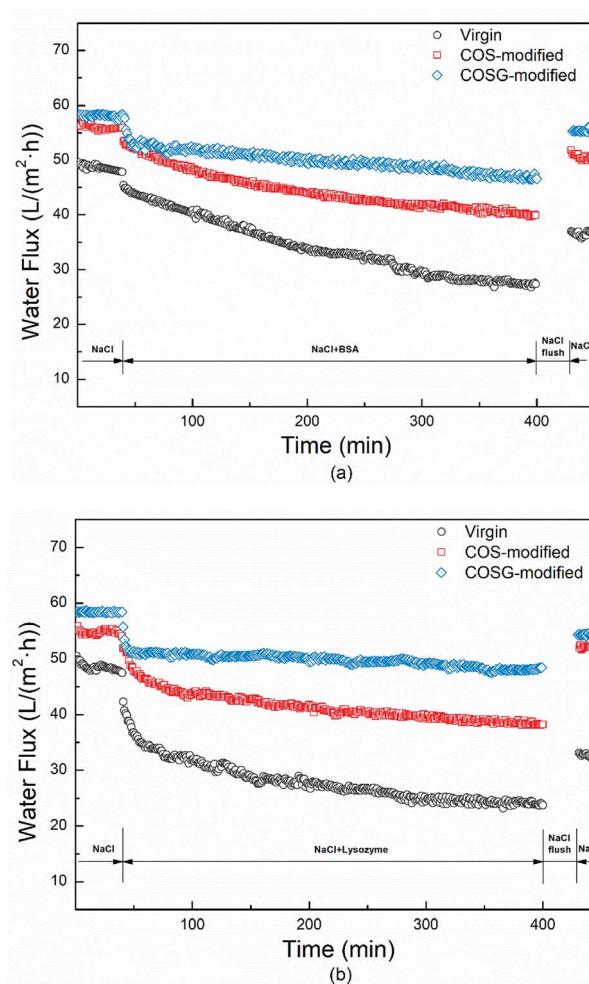 70
60
50
40
30
20
10
Water Flux (L/(m²·h))
Virgin
COS-modified
COSG-modified
NaCl
NaCl+BSA
NaCl
flush
NaC
100
200
300
400
Time (min)
(a)
70
60
50
40
30
20
10
Water Flux (L/(m²·h))
Virgin
COS-modified
COSG-modified
NaCl
NaCl+Lysozyme
NaCl
flush
Na
100
200
300
400
Time (min)
(b)